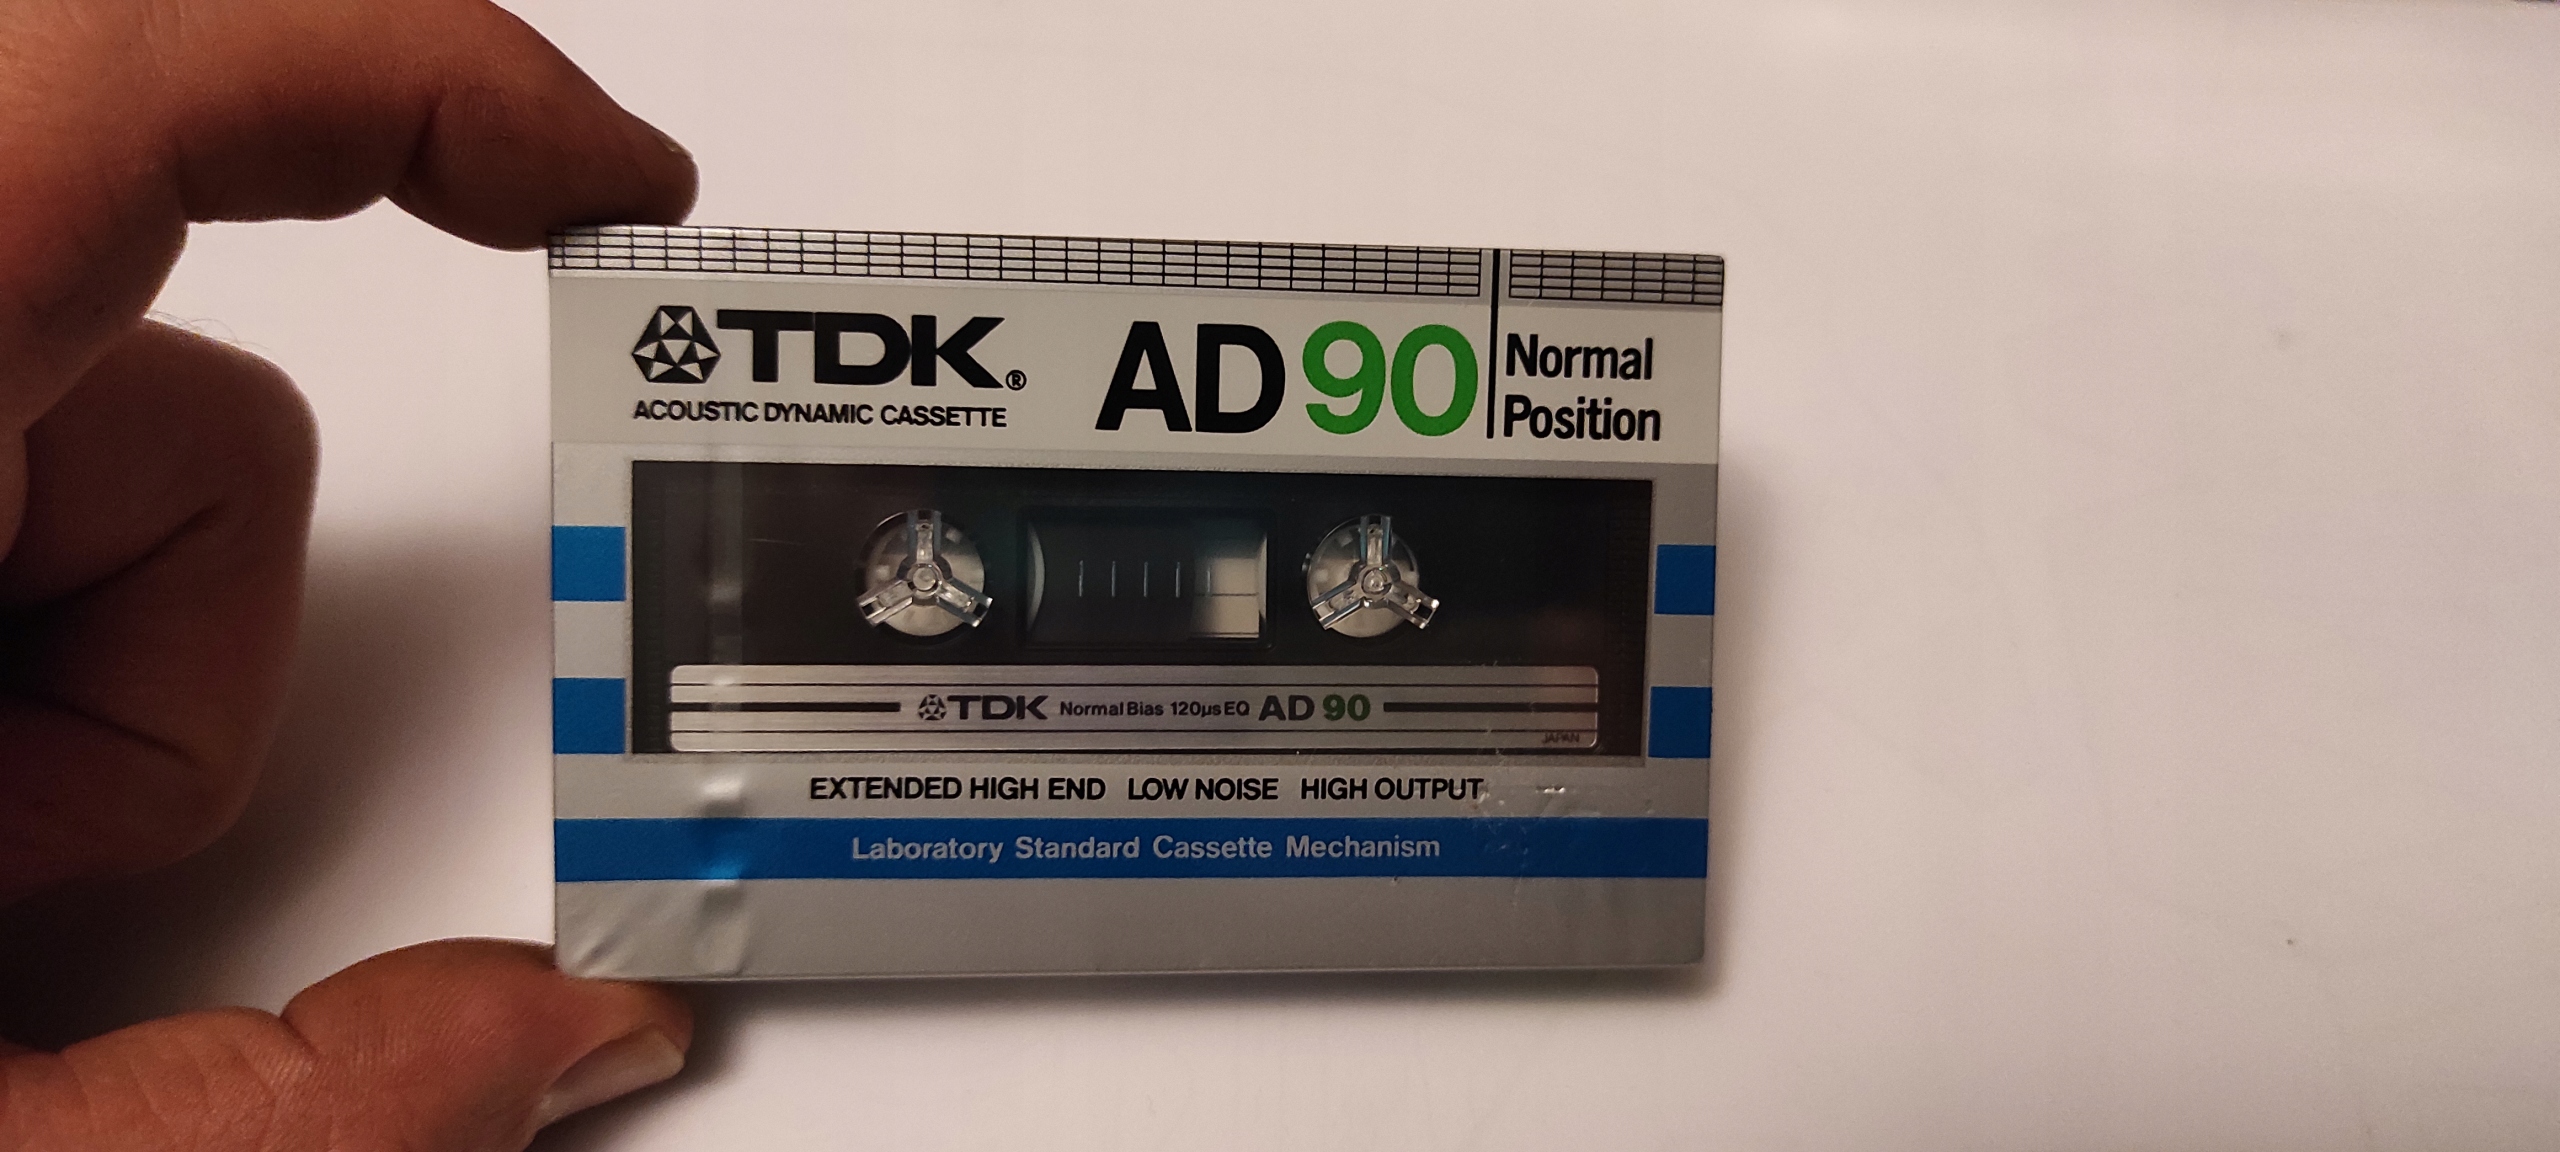 TDK®
ACOUSTIC DYNAMIC CASSETTE
AD 90
Normal
Position
TDK Normal Bias 120µs EQ AD 90
JAPAN
EXTENDED HIGH END LOW NOISE HIGH OUTPUT
Laboratory Standard Cassette Mechanism